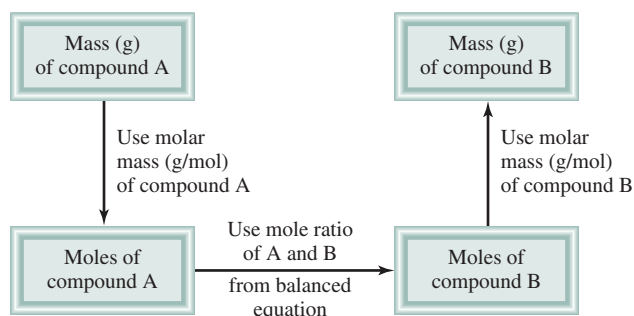 Mass (g)
of compound A
Mass (g)
of compound B
Use molar
mass (g/mol)
of compound A
Use molar
mass (g/mol)
of compound B
Moles of
compound A
Use mole ratio
of A and B
from balanced
equation
Moles of
compound B